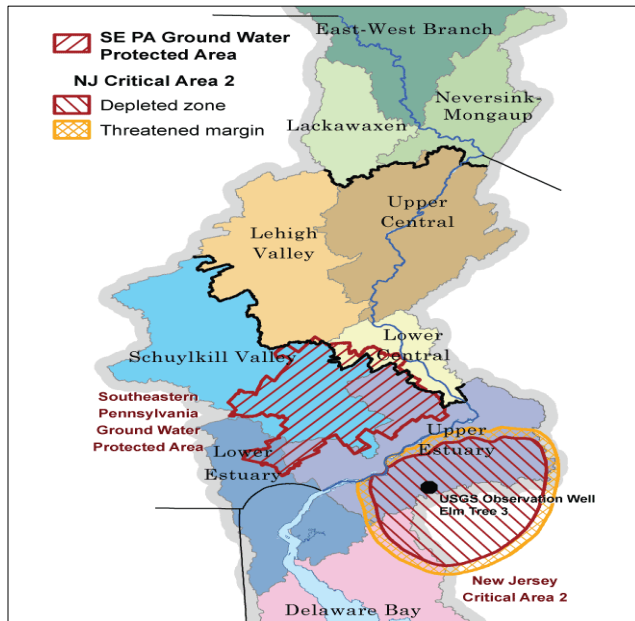 SE PA Ground Water
Protected Area
NJ Critical Area 2
Depleted zone
Threatened margin
East-West Branch
Neversink-
Mongaup
Lackawaxen
Upper
Central
Lehigh
Valley
Lower
Central
Schuylkill Valley
Southeastern
Pennsylvania
Ground Water
Protected Area
Upper
Estuary
Lower
Estuary
USGS Observation Well
Elm Tree 3
New Jersey
Critical Area 2
Delaware Bay